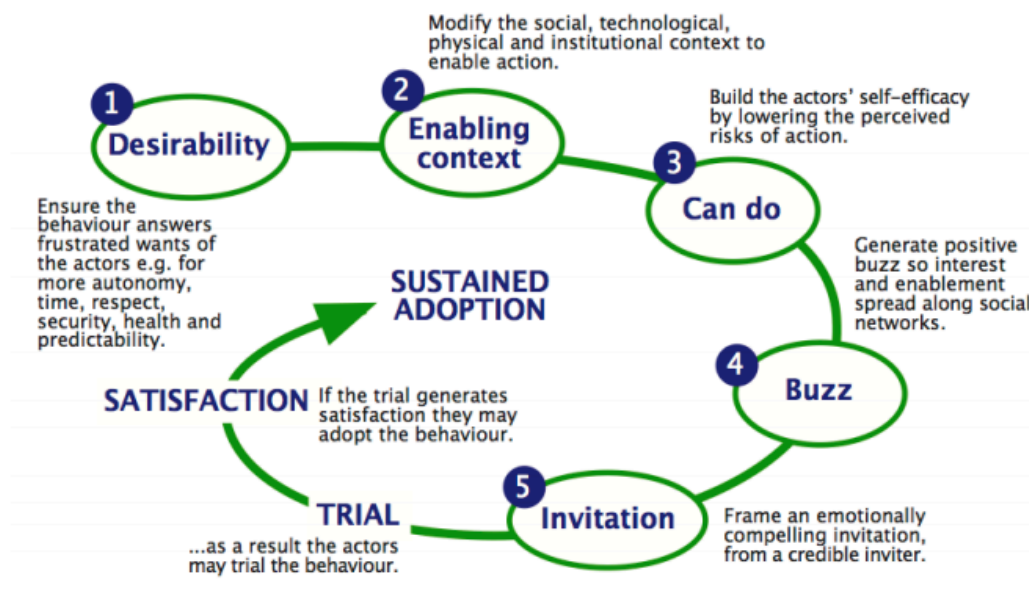 1
Desirability
Ensure the
behaviour answers
frustrated wants of
the actors e.g. for
more autonomy,
time, respect,
security, health and
predictability.
2
Enabling
context
Modify the social, technological,
physical and institutional context to
enable action.
3
Can do
Build the actors' self-efficacy
by lowering the perceived
risks of action.
4
Buzz
Generate positive
buzz so interest
and enablement
spread along social
networks.
5
Invitation
Frame an emotionally
compelling invitation,
from a credible inviter.
TRIAL
...as a result the actors
may trial the behaviour.
SATISFACTION
If the trial generates
satisfaction they may
adopt the behaviour.
SUSTAINED
ADOPTION